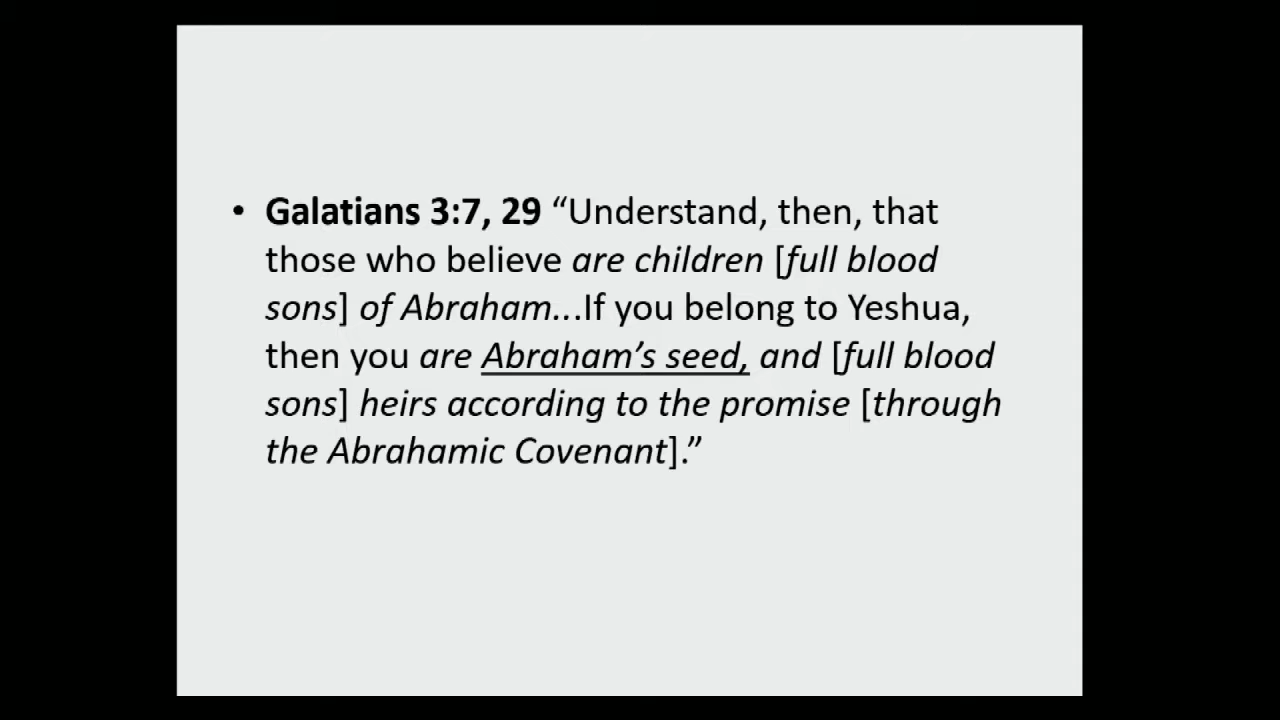 • Galatians 3:7, 29 “Understand, then, that
those who believe are children [full blood
sons] of Abraham...If you belong to Yeshua,
then you are Abraham’s seed, and [full blood
sons] heirs according to the promise [through
the Abrahamic Covenant].”